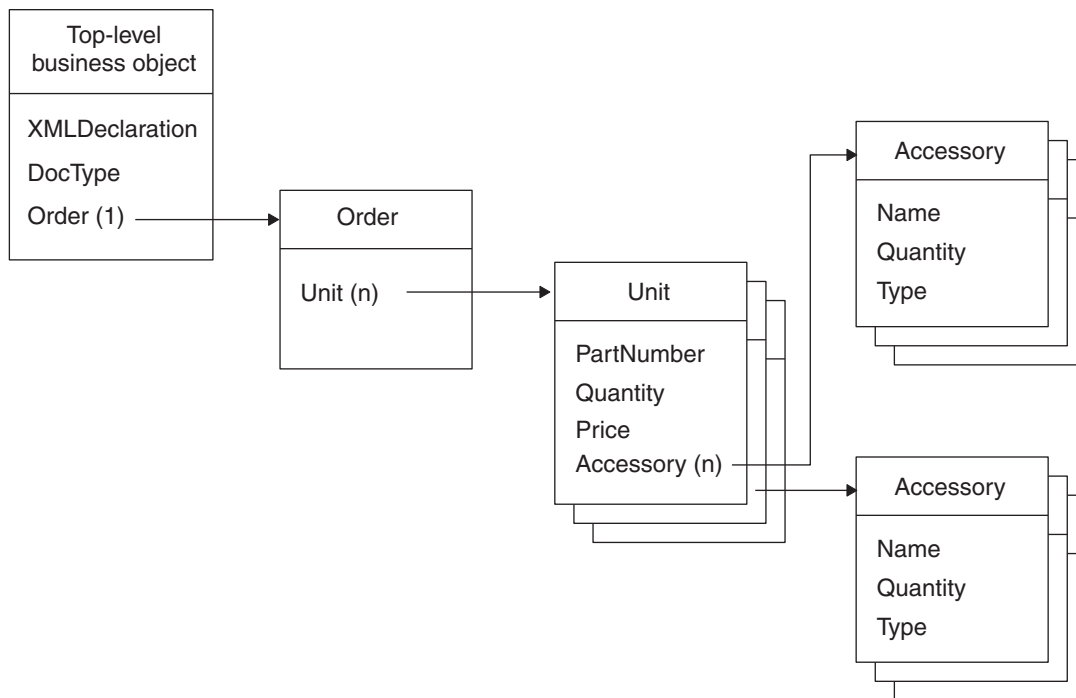 Top-level
business object
XMLDeclaration
DocType
Order (1)
Order
Unit (n)
Unit
PartNumber
Quantity
Price
Accessory (n)
Accessory
Name
Quantity
Type
Accessory
Name
Quantity
Type